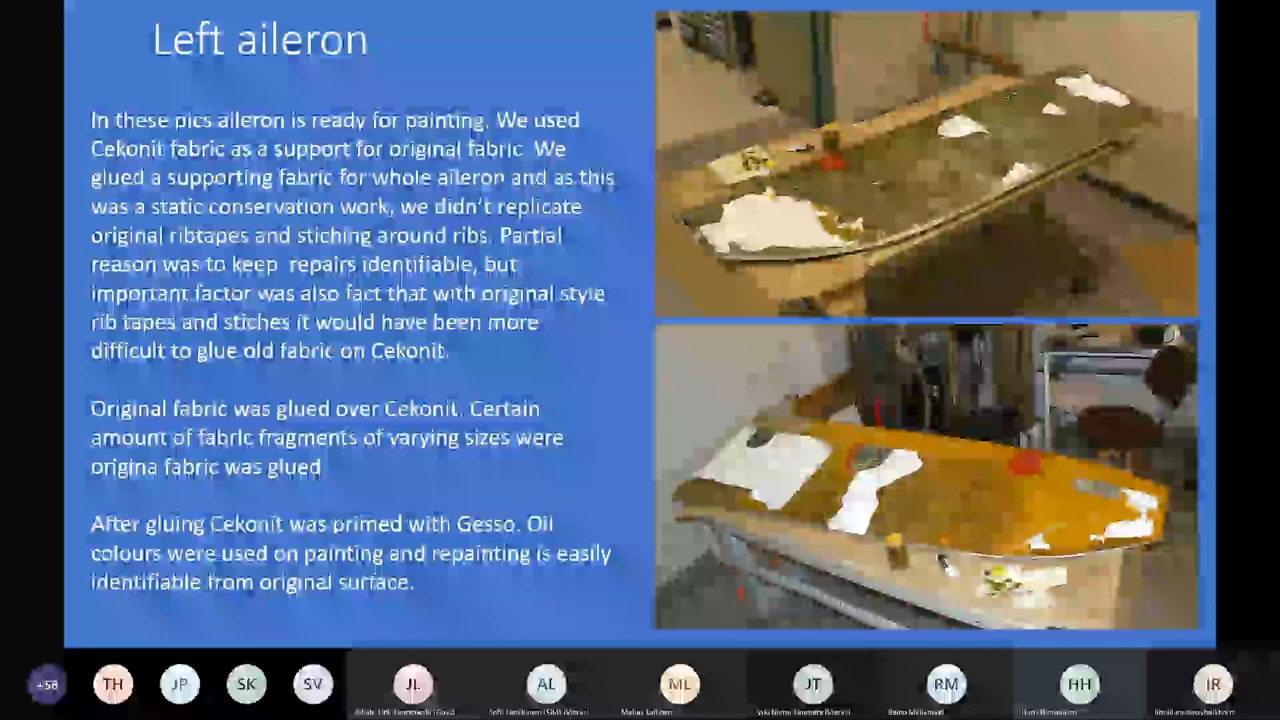 Left aileron
In these pics aileron is ready for painting. We used
Cekonit fabric as a support for original fabric. We
glued a supporting fabric for whole aileron and as this
was a static conservation work, we didn't replicate
original ribtapes and stiching around ribs. Partial
reason was to keep repairs identifiable, but
important factor was also fact that with original style
rib tapes and stiches it would have been more
difficult to glue old fabric on Cekonit.
Original fabric was glued over Cekonit. Certain
amount of fabric fragments of varying sizes were
origina fabric was glued
After gluing Cekonit was primed with Gesso. Oil
colours were used on painting and repainting is easily
identifiable from original surface.
+58 TH JP SK SV JL AL ML JT RM HH IR